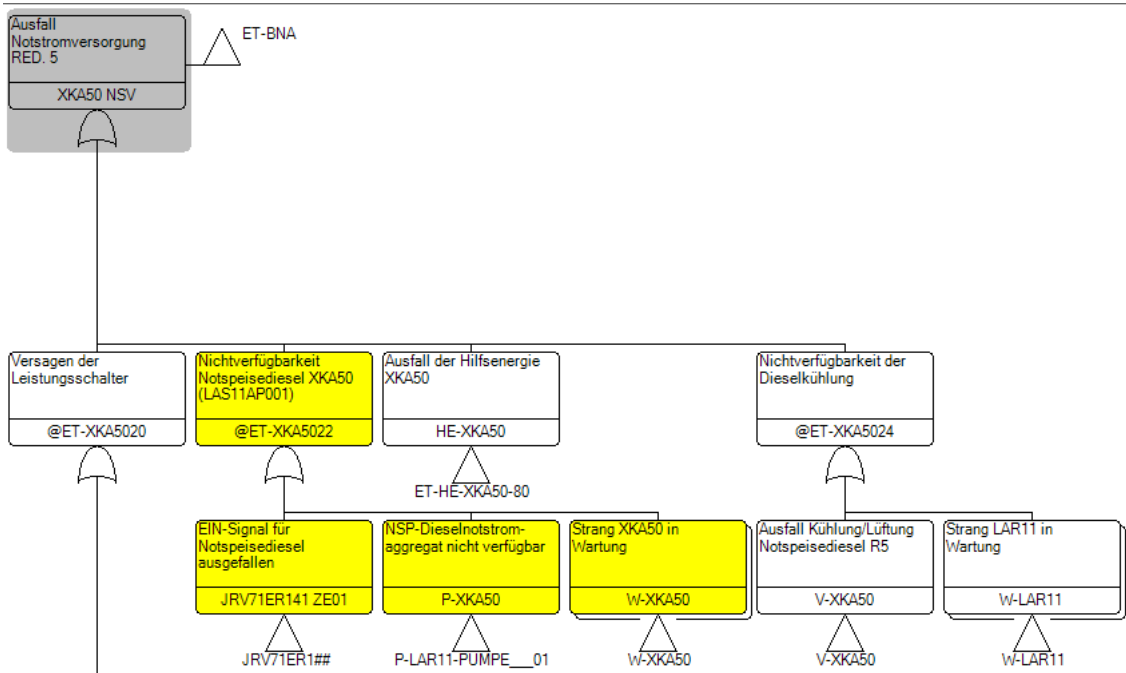 Ausfall
Notstromversorgung
RED. 5
XKA50 NSV
ET-BNA
Versagen der
Leistungsschalter
@ET-XKA5020
Nichtverfügbarkeit
Notspeisediesel XKA50
(LAS11AP001)
@ET-XKA5022
Ausfall der Hilfsenergie
XKA50
HE-XKA50
ET-HE-XKA50-80
Nichtverfügbarkeit der
Dieselkühlung
@ET-XKA5024
EIN-Signal für
Notspeisediesel
ausgefallen
JRV71ER141 ZE01
JRV71ER1##
NSP-Dieselnotstrom-
aggregat nicht verfügbar
P-XKA50
P-LAR11-PUMPE___01
Strang XKA50 in
Wartung
W-XKA50
W-XKA50
Ausfall Kühlung/Lüftung
Notspeisediesel R5
V-XKA50
V-XKA50
Strang LAR11 in
Wartung
W-LAR11
W-LAR11